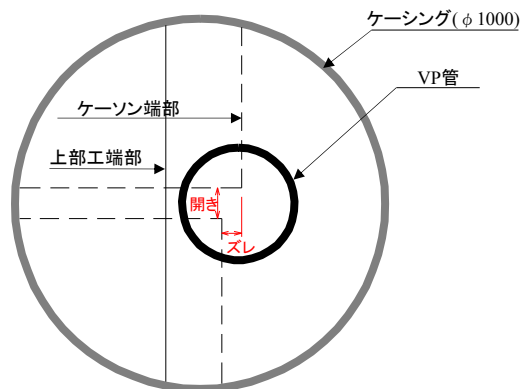 ケーシング(φ1000)
VP管
ケーソン端部
上部工端部
開き
ズレ